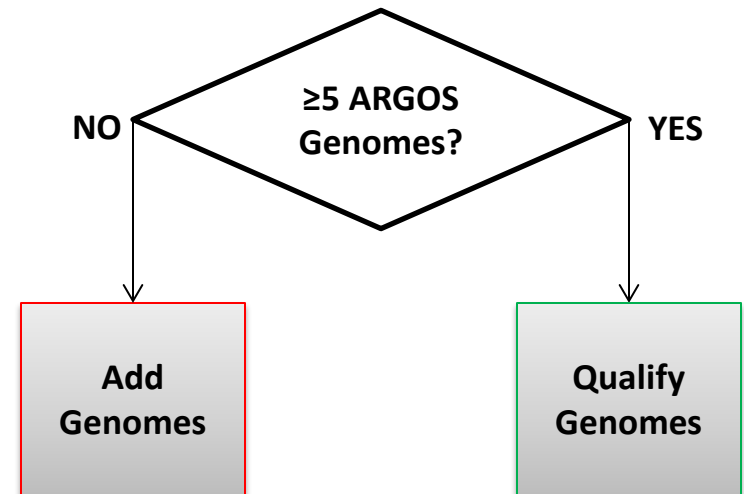 ≥5 ARGOS
Genomes?
NO
YES
Add
Genomes
Qualify
Genomes